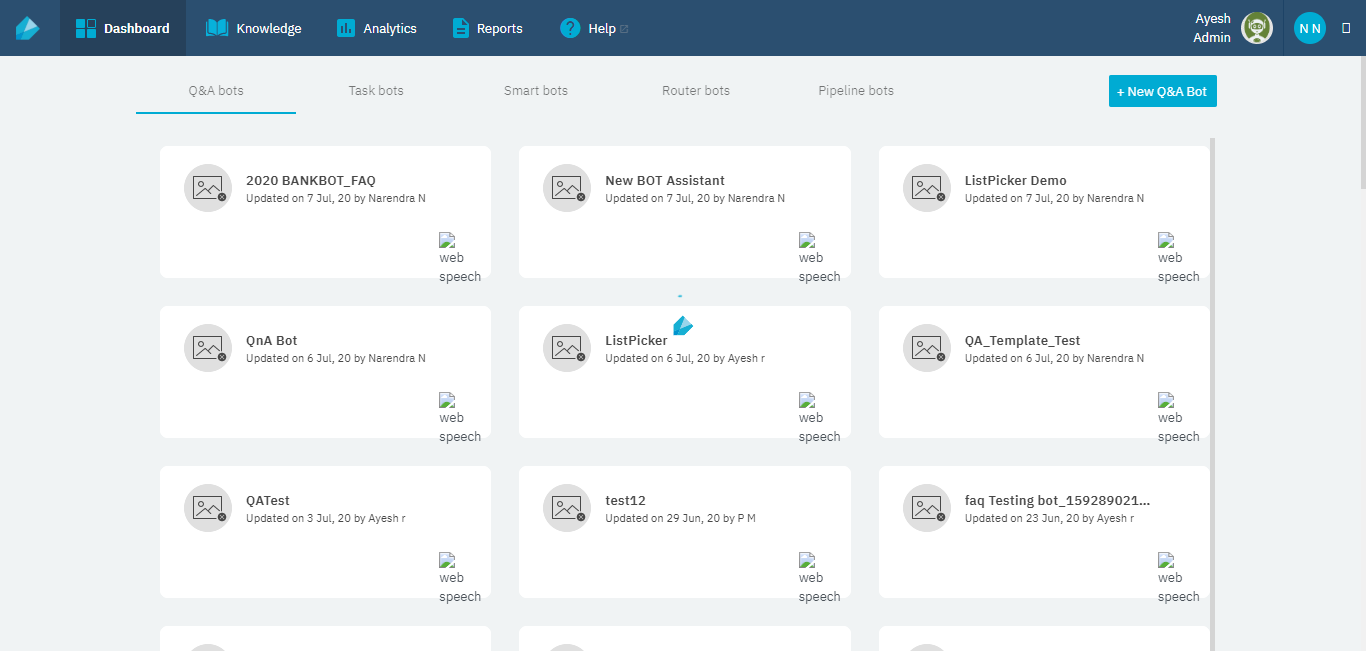 Dashboard
Knowledge
Analytics
Reports
Help
Ayesh
Admin
N N
Q&A bots
Task bots
Smart bots
Router bots
Pipeline bots
+ New Q&A Bot
2020 BANKBOT_FAQ
Updated on 7 Jul, 20 by Narendra N
web
speech
New BOT Assistant
Updated on 7 Jul, 20 by Narendra N
web
speech
ListPicker Demo
Updated on 7 Jul, 20 by Narendra N
web
speech
QnA Bot
Updated on 6 Jul, 20 by Narendra N
web
speech
ListPicker
Updated on 6 Jul, 20 by Ayesh r
web
speech
QA_Template_Test
Updated on 6 Jul, 20 by Narendra N
web
speech
QATest
Updated on 3 Jul, 20 by Ayesh r
web
speech
test12
Updated on 29 Jun, 20 by P M
web
speech
faq Testing bot_159289021...
Updated on 23 Jun, 20 by Ayesh r
web
speech